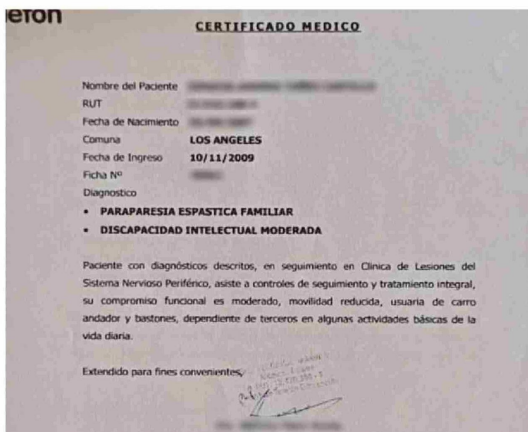 eton
CERTIFICADO MEDICO
Nombre del Paciente
RUT
Fecha de Nacimiento
Comuna LOS ANGELES
Fecha de Ingreso 10/11/2009
Ficha Nº
Diagnostico
• PARAPARESIA ESPASTICA FAMILIAR
• DISCAPACIDAD INTELECTUAL MODERADA
Paciente con diagnósticos descritos, en seguimiento en Clinica de Lesiones del
Sistema Nervioso Periférico, asiste a controles de seguimiento y tratamiento integral,
su compromiso funcional es moderado, movilidad reducida, usuaria de carro
andador y bastones, dependiente de terceros en algunas actividades básicas de la
vida diaria.
Extendido para fines convenientes,